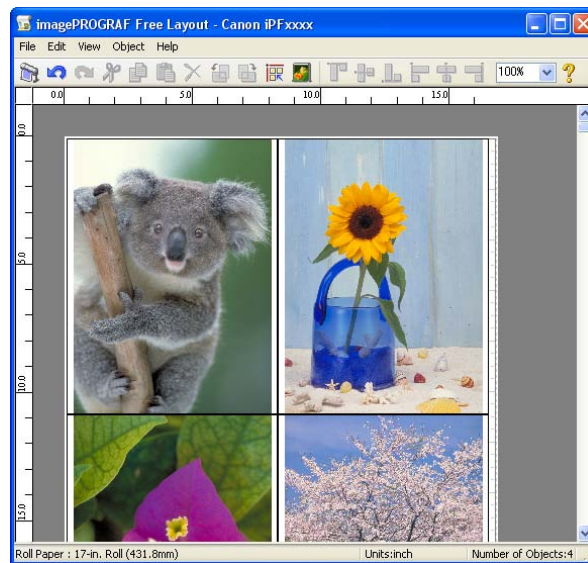 imagePROGRAF Free Layout - Canon iPFxxxx
File Edit View Object Help
100%
0.0 5.0 10.0 15.0
0.0
5.0
10.0
15.0
Roll Paper : 17-in. Roll (431.8mm) Units:inch Number of Objects:4